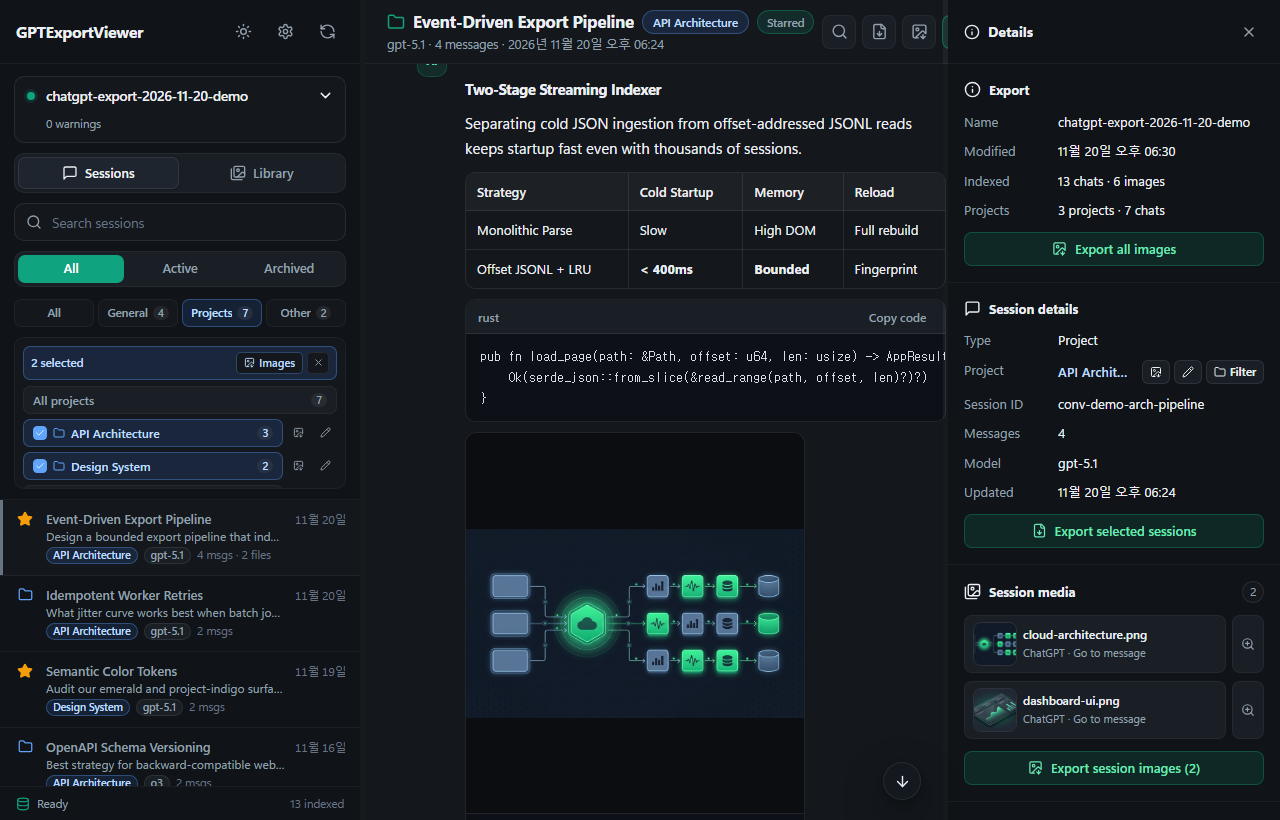 GPTExportViewer
chatgpt-export-2026-11-20-demo
0 warnings
Sessions
Library
Search sessions
All
Active
Archived
All
General 4
Projects 7
Other 2
2 selected
Images
All projects 7
API Architecture 3
Design System 2
Event-Driven Export Pipeline 11월 20일
Design a bounded export pipeline that ind...
API Architecture gpt-5.1 4 msgs · 2 files
Idempotent Worker Retries 11월 20일
What jitter curve works best when batch jo...
API Architecture gpt-5.1 2 msgs
Semantic Color Tokens 11월 19일
Audit our emerald and project-indigo surfa...
Design System gpt-5.1 2 msgs
OpenAPI Schema Versioning 11월 16일
Best strategy for backward-compatible web...
API Architecture o3 2 msgs
Ready 13 indexed
Event-Driven Export Pipeline API Architecture Starred
gpt-5.1 · 4 messages · 2026년 11월 20일 오후 06:24
Two-Stage Streaming Indexer
Separating cold JSON ingestion from offset-addressed JSONL reads
keeps startup fast even with thousands of sessions.
Strategy Cold Startup Memory Reload
Monolithic Parse Slow High DOM Full rebuild
Offset JSONL + LRU < 400ms Bounded Fingerprint
rust Copy code
pub fn load_page(path: &Path, offset: u64, len: usize) -> AppResult
Ok(serde_json::from_slice(&read_range(path, offset, len)?)?)
}
Details
Export
Name chatgpt-export-2026-11-20-demo
Modified 11월 20일 오후 06:30
Indexed 13 chats · 6 images
Projects 3 projects · 7 chats
Export all images
Session details
Type Project
Project API Archit... Filter
Session ID conv-demo-arch-pipeline
Messages 4
Model gpt-5.1
Updated 11월 20일 오후 06:24
Export selected sessions
Session media 2
cloud-architecture.png
ChatGPT · Go to message
dashboard-ui.png
ChatGPT · Go to message
Export session images (2)